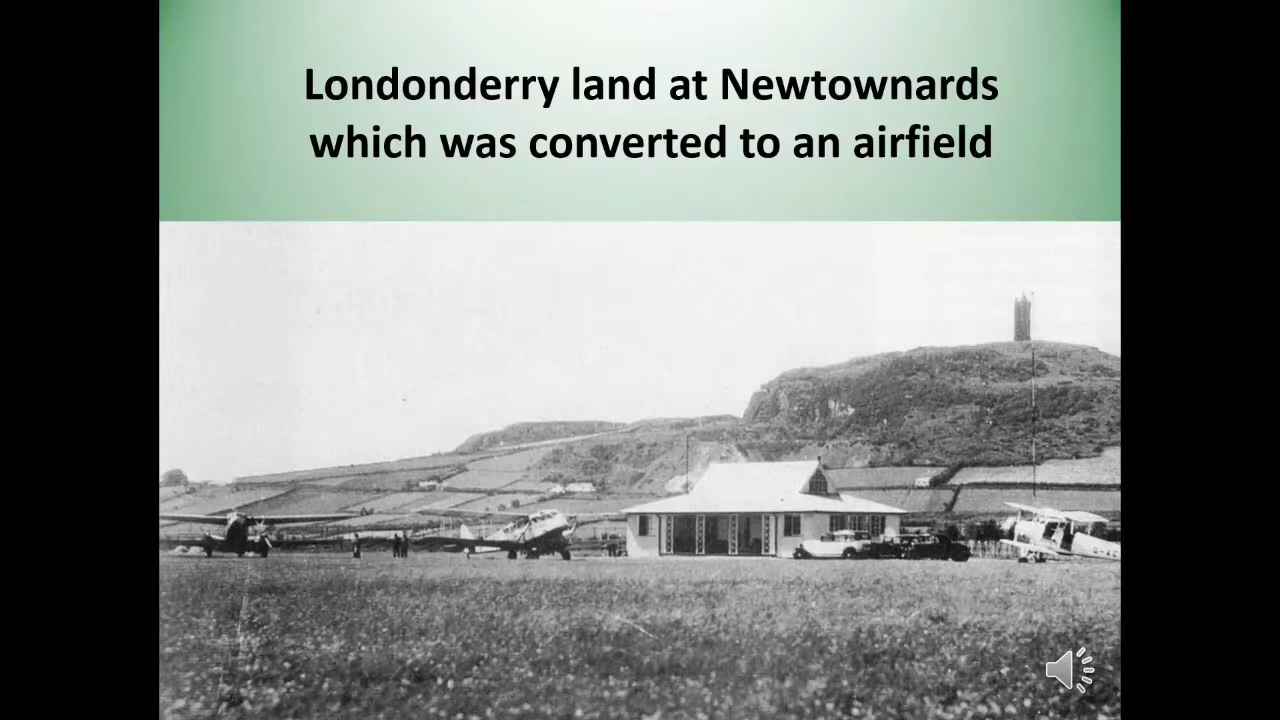 Londonderry land at Newtownards
which was converted to an airfield